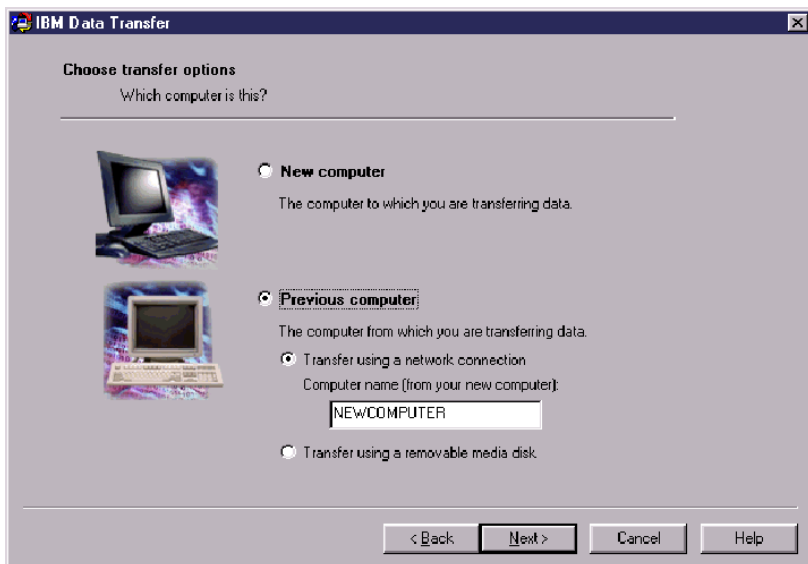 IBM Data Transfer
Choose transfer options
Which computer is this?
New computer
The computer to which you are transferring data.
Previous computer
The computer from which you are transferring data.
Transfer using a network connection
Computer name (from your new computer):
NEWCOMPUTER
Transfer using a removable media disk.
< Back Next > Cancel Help